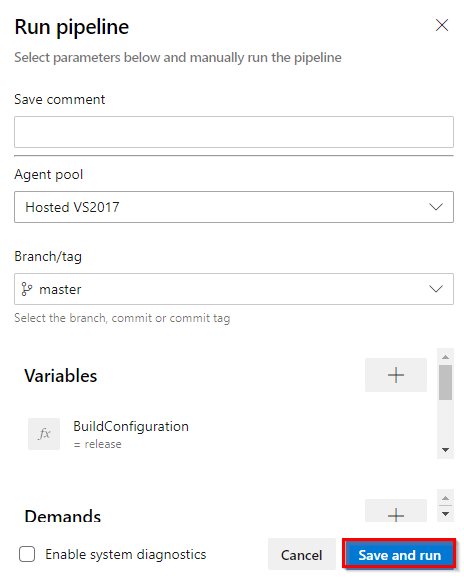 Run pipeline
Select parameters below and manually run the pipeline
Save comment
Agent pool
Hosted VS2017
Branch/tag
master
Select the branch, commit or commit tag
Variables
fx
BuildConfiguration
= release
Demands
Enable system diagnostics
Cancel
Save and run